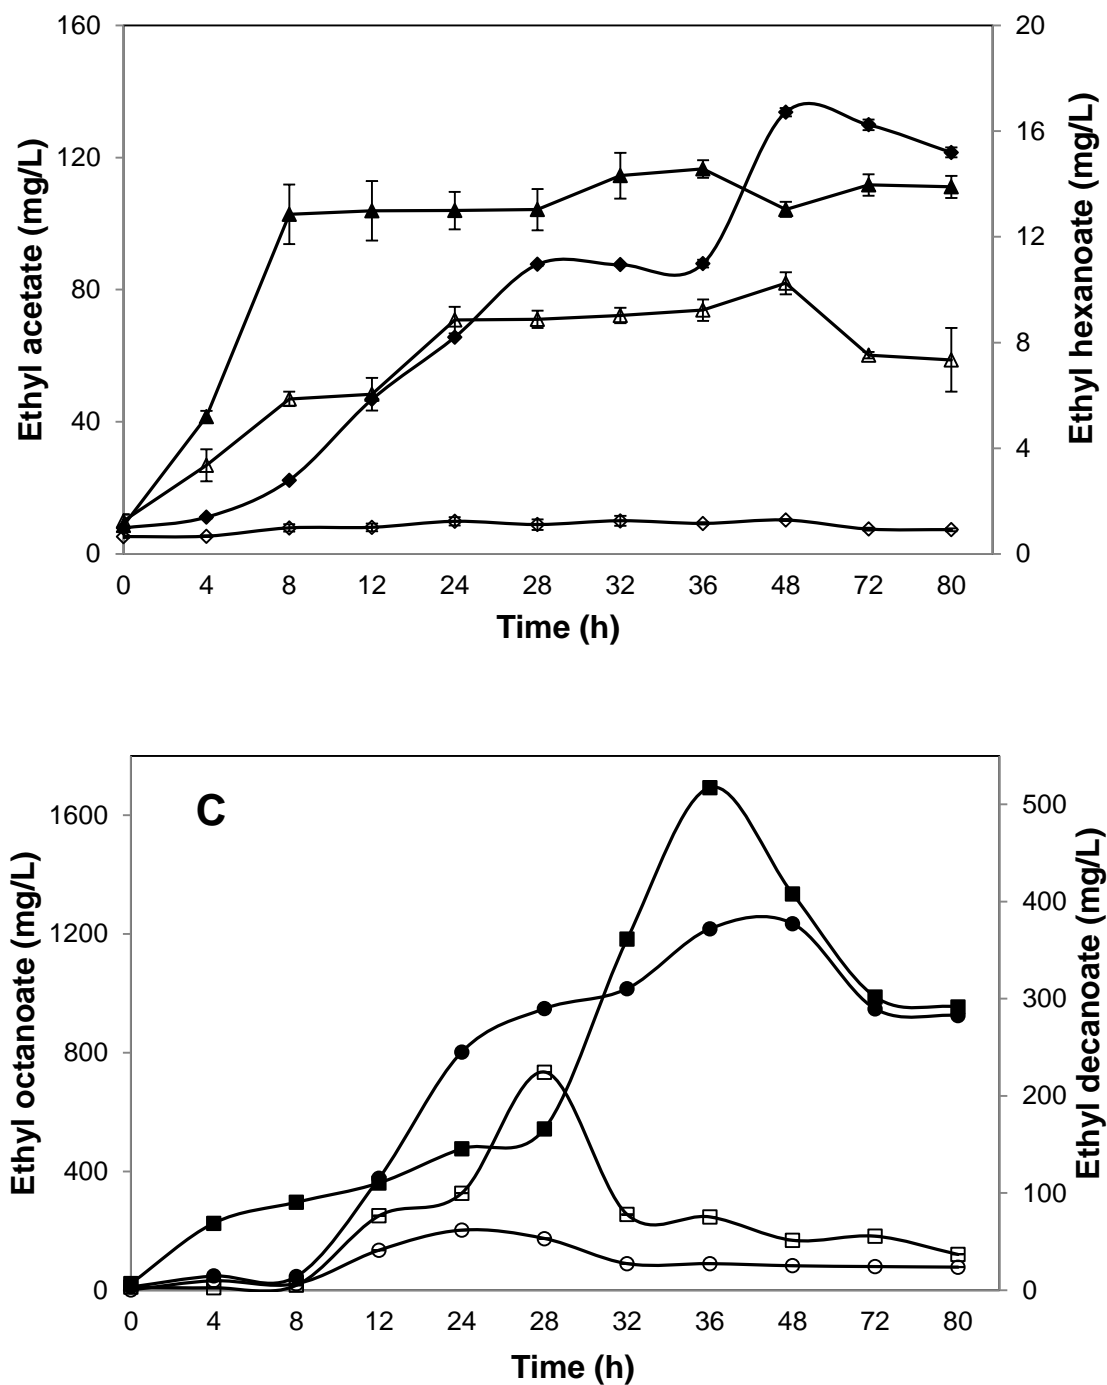 160
120
80
40
0
Ethyl acetate (mg/L)
20
16
12
8
4
0
Ethyl hexanoate (mg/L)
0 4 8 12 24 28 32 36 48 72 80
Time (h)
C
1600
1200
800
400
0
Ethyl octanoate (mg/L)
500
400
300
200
100
0
Ethyl decanoate (mg/L)
0 4 8 12 24 28 32 36 48 72 80
Time (h)